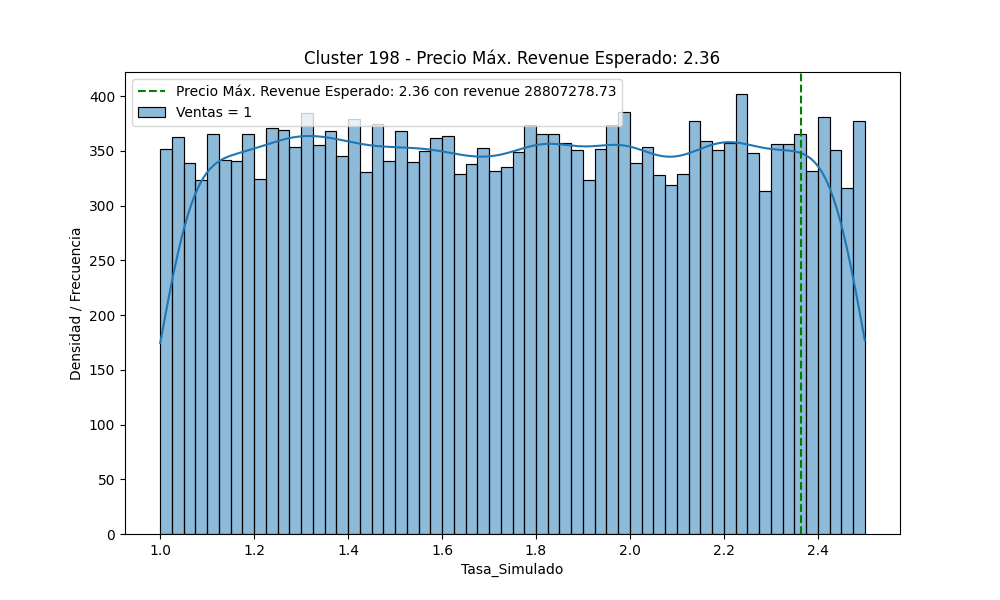 Cluster 198 - Precio Máx. Revenue Esperado: 2.36
Precio Máx. Revenue Esperado: 2.36 con revenue 28807278.73
Ventas = 1
Densidad / Frecuencia
400
350
300
250
200
150
100
50
0
1.0 1.2 1.4 1.6 1.8 2.0 2.2 2.4
Tasa_Simulado